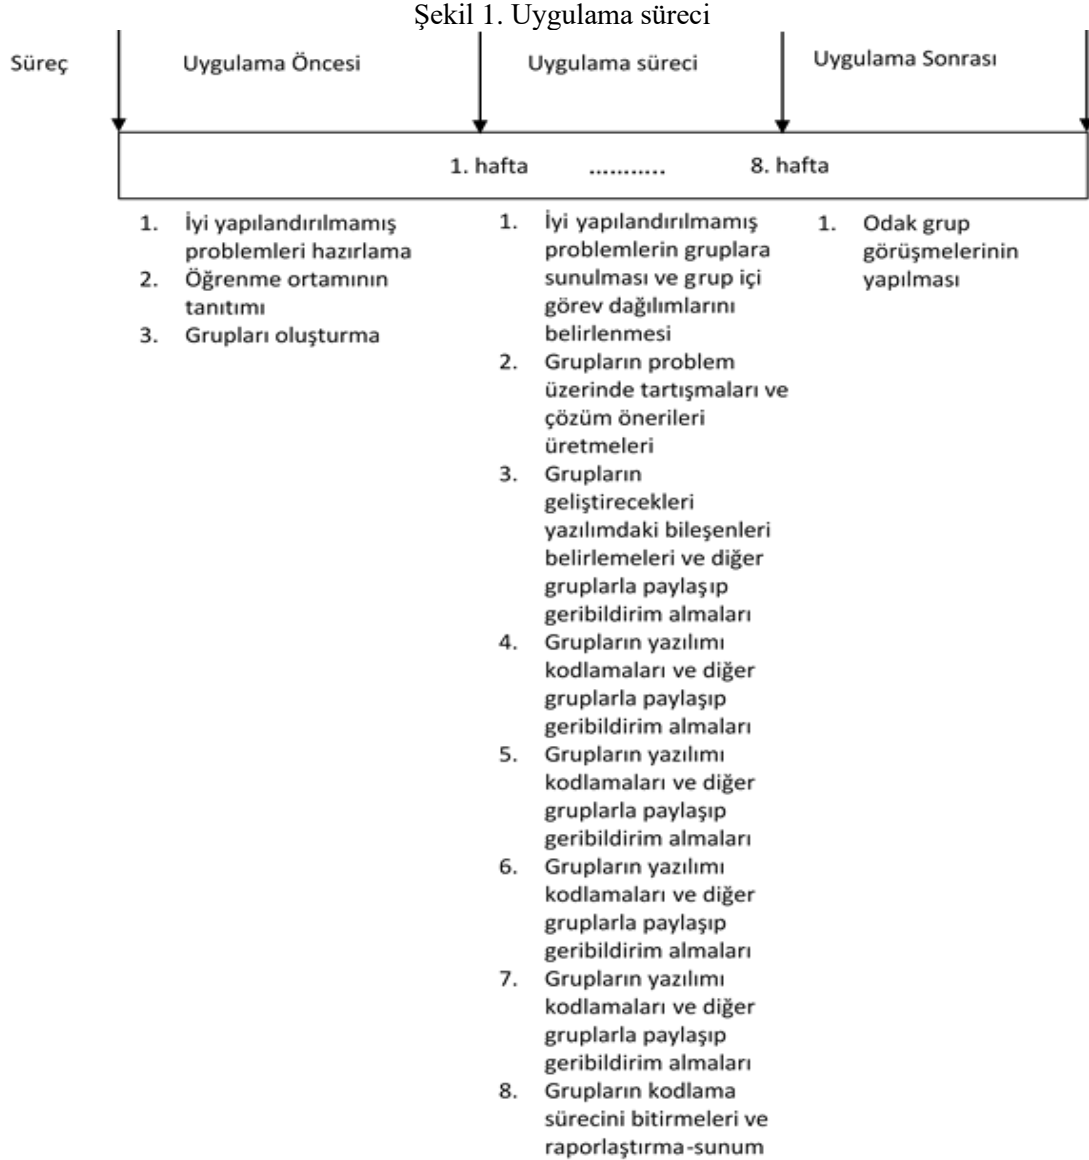 Şekil 1. Uygulama süreci
Süreç
Uygulama Öncesi
Uygulama süreci
Uygulama Sonrası
1. hafta ........... 8. hafta
1. İyi yapılandırılmamış
problemleri hazırlama
2. Öğrenme ortamının
tanıtımı
3. Grupları oluşturma
1. İyi yapılandırılmamış
problemlerin gruplara
sunulması ve grup içi
görev dağılımlarını
belirlenmesi
2. Grupların problem
üzerinde tartışmaları ve
çözüm önerileri
üretmeleri
3. Grupların
geliştirecekleri
yazılımdaki bileşenleri
belirlemeleri ve diğer
gruplarla paylaşıp
geribildirim almaları
4. Grupların yazılımı
kodlamaları ve diğer
gruplarla paylaşıp
geribildirim almaları
5. Grupların yazılımı
kodlamaları ve diğer
gruplarla paylaşıp
geribildirim almaları
6. Grupların yazılımı
kodlamaları ve diğer
gruplarla paylaşıp
geribildirim almaları
7. Grupların yazılımı
kodlamaları ve diğer
gruplarla paylaşıp
geribildirim almaları
8. Grupların kodlama
sürecini bitirmeleri ve
raporlaştırma-sunum
1. Odak grup
görüşmelerinin
yapılması